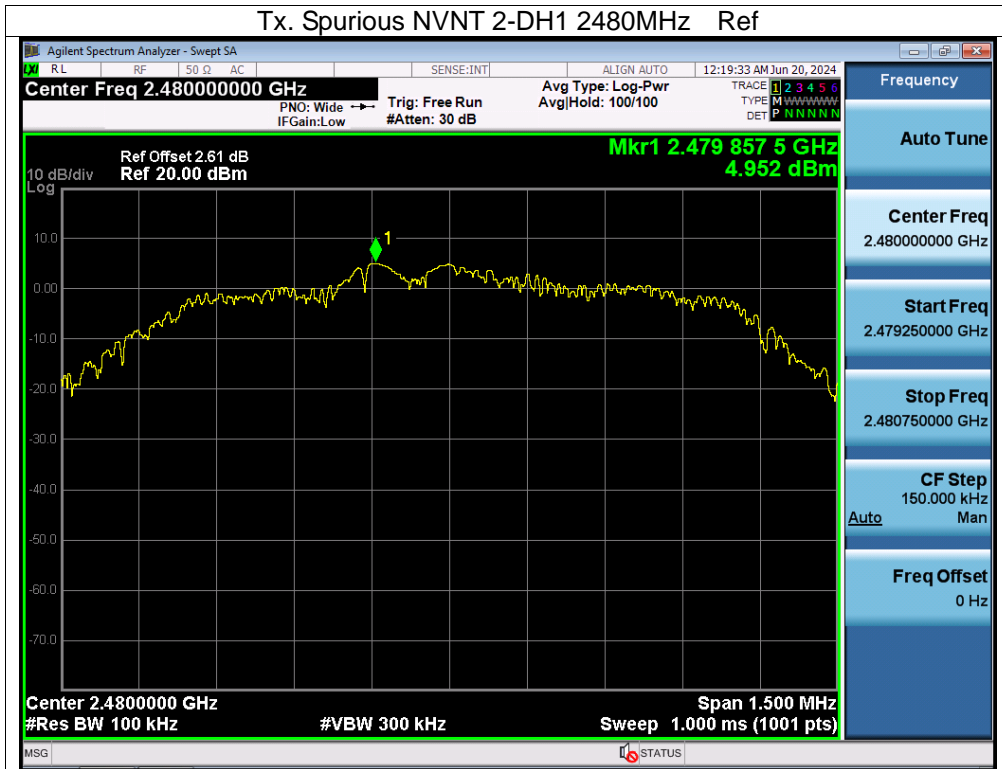 Tx. Spurious NVNT 2-DH1 2480MHz Ref
Agilent Spectrum Analyzer - Swept SA
LXI RL RF 50 Ω AC SENSE:INT ALIGN AUTO 12:19:33 AM Jun 20, 2024
Center Freq 2.480000000 GHz
PNO: Wide
IFGain:Low
Trig: Free Run
#Atten: 30 dB
Avg Type: Log-Pwr
Avg|Hold: 100/100
TRACE 1 2 3 4 5 6
TYPE M WWWWW
DET P N N N N N
Mkr1 2.479 857 5 GHz
4.952 dBm
Ref Offset 2.61 dB
10 dB/div Ref 20.00 dBm
Log
1
10.0
0.00
-10.0
-20.0
-30.0
-40.0
-50.0
-60.0
-70.0
Center 2.4800000 GHz Span 1.500 MHz
#Res BW 100 kHz #VBW 300 kHz Sweep 1.000 ms (1001 pts)
MSG STATUS
Frequency
Auto Tune
Center Freq
2.480000000 GHz
Start Freq
2.479250000 GHz
Stop Freq
2.480750000 GHz
CF Step
150.000 kHz
Auto Man
Freq Offset
0 Hz